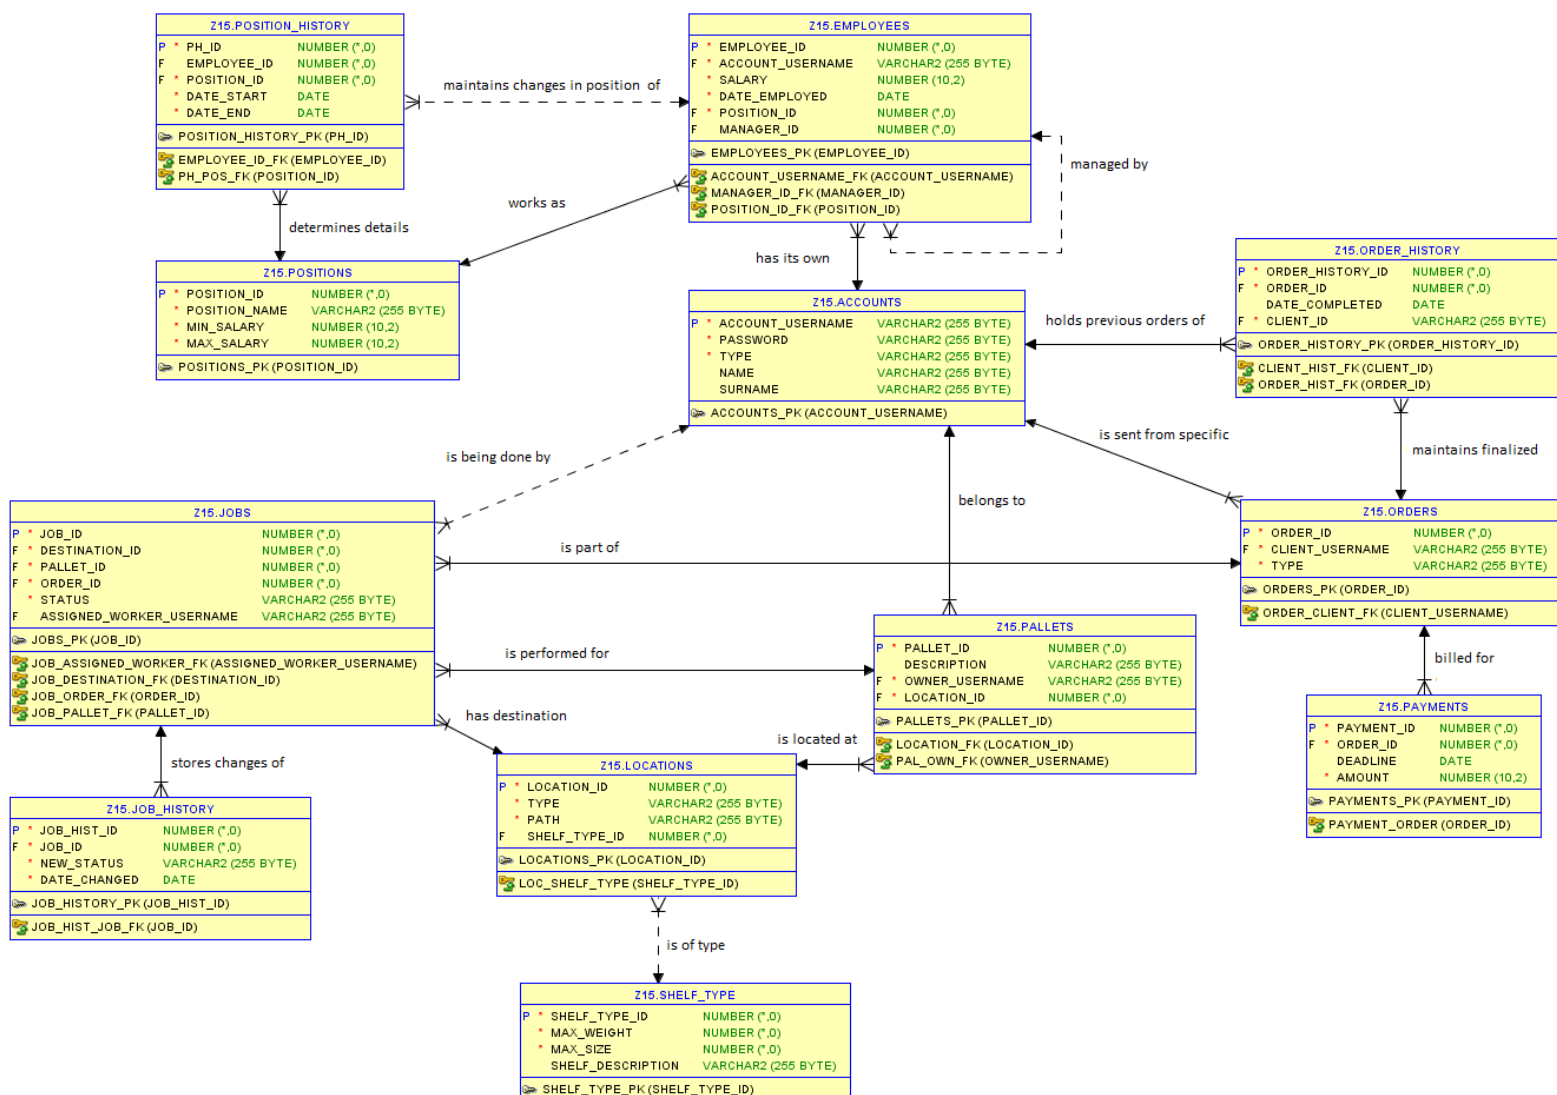 Z15.POSITION_HISTORY
P * PH_ID NUMBER (*,0)
F EMPLOYEE_ID NUMBER (*,0)
F * POSITION_ID NUMBER (*,0)
* DATE_START DATE
* DATE_END DATE
POSITION_HISTORY_PK (PH_ID)
EMPLOYEE_ID_FK (EMPLOYEE_ID)
PH_POS_FK (POSITION_ID)
maintains changes in position of
Z15.EMPLOYEES
P * EMPLOYEE_ID NUMBER (*,0)
F * ACCOUNT_USERNAME VARCHAR2 (255 BYTE)
* SALARY NUMBER (10,2)
* DATE_EMPLOYED DATE
F * POSITION_ID NUMBER (*,0)
F MANAGER_ID NUMBER (*,0)
EMPLOYEES_PK (EMPLOYEE_ID)
ACCOUNT_USERNAME_FK (ACCOUNT_USERNAME)
MANAGER_ID_FK (MANAGER_ID)
POSITION_ID_FK (POSITION_ID)
managed by
works as
determines details
has its own
Z15.POSITIONS
P * POSITION_ID NUMBER (*,0)
* POSITION_NAME VARCHAR2 (255 BYTE)
* MIN_SALARY NUMBER (10,2)
* MAX_SALARY NUMBER (10,2)
POSITIONS_PK (POSITION_ID)
Z15.ACCOUNTS
P * ACCOUNT_USERNAME VARCHAR2 (255 BYTE)
* PASSWORD VARCHAR2 (255 BYTE)
* TYPE VARCHAR2 (255 BYTE)
NAME VARCHAR2 (255 BYTE)
SURNAME VARCHAR2 (255 BYTE)
ACCOUNTS_PK (ACCOUNT_USERNAME)
holds previous orders of
Z15.ORDER_HISTORY
P * ORDER_HISTORY_ID NUMBER (*,0)
F * ORDER_ID NUMBER (*,0)
DATE_COMPLETED DATE
F * CLIENT_ID VARCHAR2 (255 BYTE)
ORDER_HISTORY_PK (ORDER_HISTORY_ID)
CLIENT_HIST_FK (CLIENT_ID)
ORDER_HIST_FK (ORDER_ID)
is being done by
is sent from specific
maintains finalized
belongs to
Z15.JOBS
P * JOB_ID NUMBER (*,0)
F * DESTINATION_ID NUMBER (*,0)
F * PALLET_ID NUMBER (*,0)
F * ORDER_ID NUMBER (*,0)
* STATUS VARCHAR2 (255 BYTE)
F ASSIGNED_WORKER_USERNAME VARCHAR2 (255 BYTE)
JOBS_PK (JOB_ID)
JOB_ASSIGNED_WORKER_FK (ASSIGNED_WORKER_USERNAME)
JOB_DESTINATION_FK (DESTINATION_ID)
JOB_ORDER_FK (ORDER_ID)
JOB_PALLET_FK (PALLET_ID)
is part of
Z15.ORDERS
P * ORDER_ID NUMBER (*,0)
F * CLIENT_USERNAME VARCHAR2 (255 BYTE)
* TYPE VARCHAR2 (255 BYTE)
ORDERS_PK (ORDER_ID)
ORDER_CLIENT_FK (CLIENT_USERNAME)
is performed for
Z15.PALLETS
P * PALLET_ID NUMBER (*,0)
DESCRIPTION VARCHAR2 (255 BYTE)
F * OWNER_USERNAME VARCHAR2 (255 BYTE)
F * LOCATION_ID NUMBER (*,0)
PALLETS_PK (PALLET_ID)
LOCATION_FK (LOCATION_ID)
PAL_OWN_FK (OWNER_USERNAME)
billed for
has destination
is located at
stores changes of
Z15.PAYMENTS
P * PAYMENT_ID NUMBER (*,0)
F * ORDER_ID NUMBER (*,0)
DEADLINE DATE
* AMOUNT NUMBER (10,2)
PAYMENTS_PK (PAYMENT_ID)
PAYMENT_ORDER (ORDER_ID)
Z15.LOCATIONS
P * LOCATION_ID NUMBER (*,0)
* TYPE VARCHAR2 (255 BYTE)
* PATH VARCHAR2 (255 BYTE)
F SHELF_TYPE_ID NUMBER (*,0)
LOCATIONS_PK (LOCATION_ID)
LOC_SHELF_TYPE (SHELF_TYPE_ID)
Z15.JOB_HISTORY
P * JOB_HIST_ID NUMBER (*,0)
F * JOB_ID NUMBER (*,0)
* NEW_STATUS VARCHAR2 (255 BYTE)
* DATE_CHANGED DATE
JOB_HISTORY_PK (JOB_HIST_ID)
JOB_HIST_JOB_FK (JOB_ID)
is of type
Z15.SHELF_TYPE
P * SHELF_TYPE_ID NUMBER (*,0)
* MAX_WEIGHT NUMBER (*,0)
* MAX_SIZE NUMBER (*,0)
SHELF_DESCRIPTION VARCHAR2 (255 BYTE)
SHELF_TYPE_PK (SHELF_TYPE_ID)